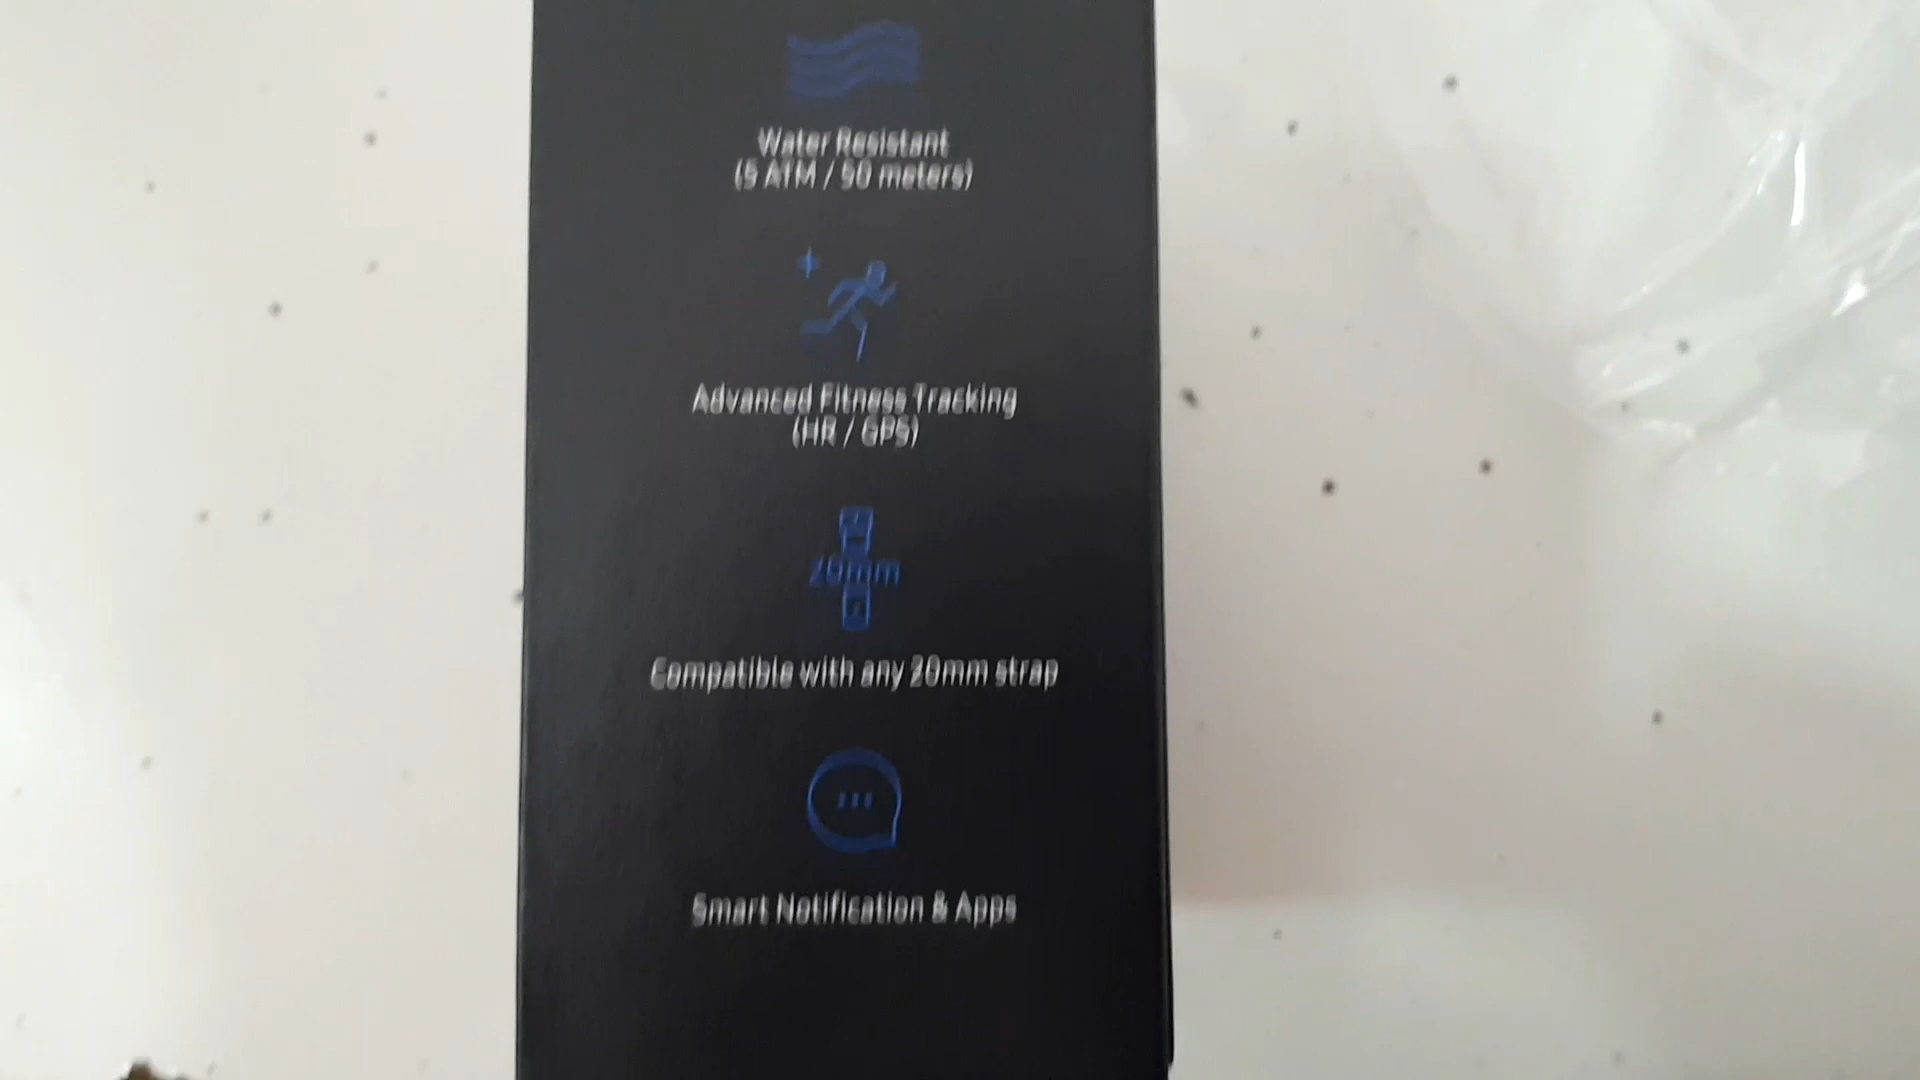 Water Resistant
(5 ATM / 50 meters)
Advanced Fitness Tracking
(HR / GPS)
20mm
Compatible with any 20mm strap
Smart Notification & Apps